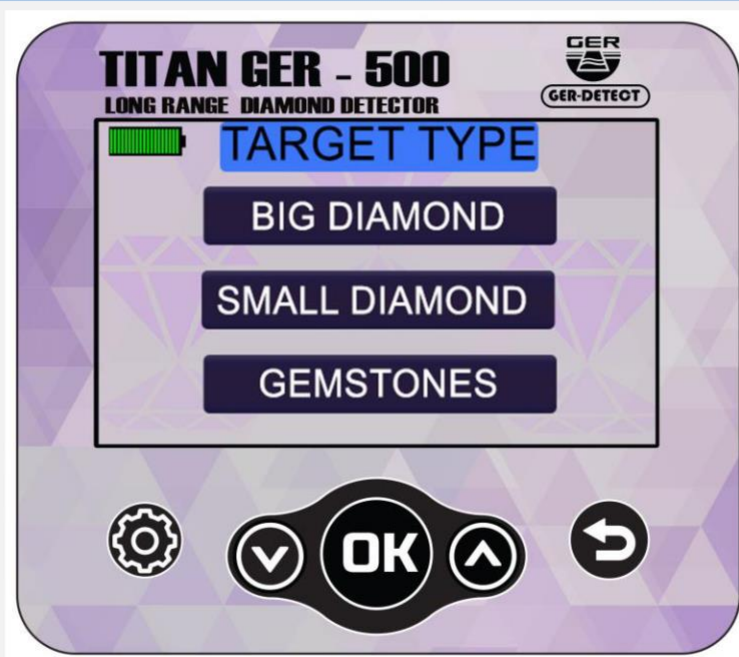 TITAN GER - 500
LONG RANGE DIAMOND DETECTOR
GER
GER-DETECT
TARGET TYPE
BIG DIAMOND
SMALL DIAMOND
GEMSTONES
OK